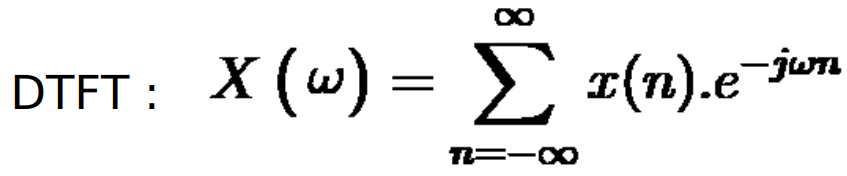 DTFT : X(ω) = ∑_{n=-∞}^{∞} x(n).e^{-jωn}